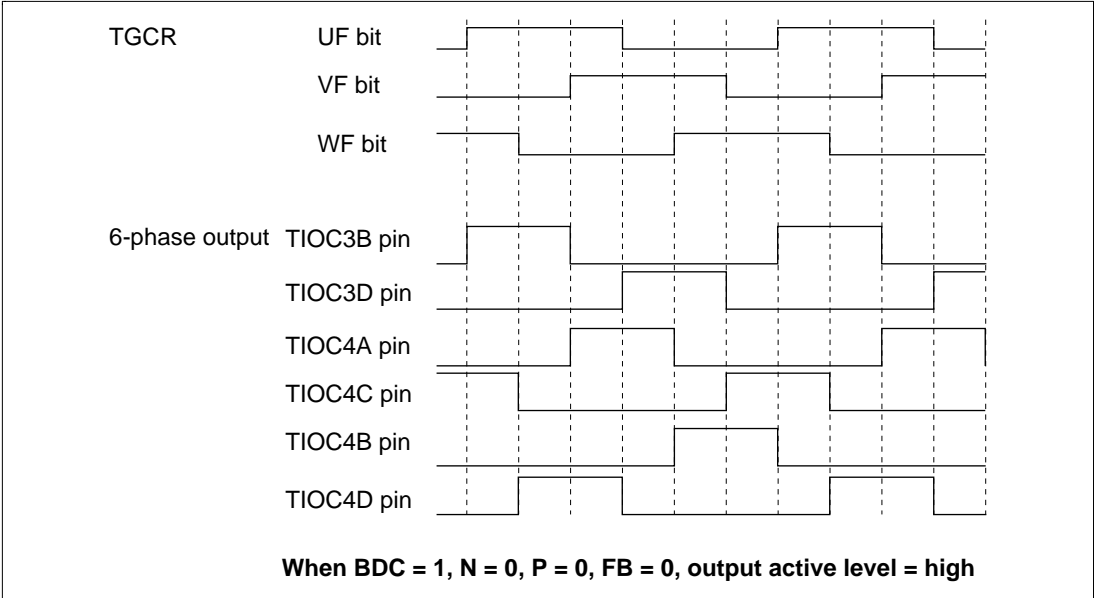 TGCR UF bit
VF bit
WF bit
6-phase output TIOC3B pin
TIOC3D pin
TIOC4A pin
TIOC4C pin
TIOC4B pin
TIOC4D pin
When BDC = 1, N = 0, P = 0, FB = 0, output active level = high